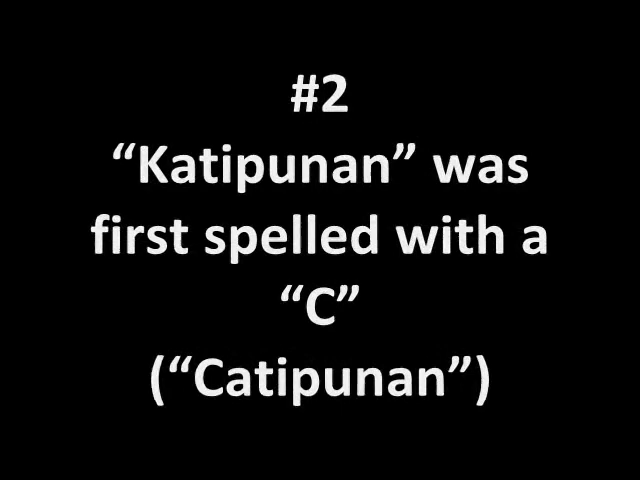 #2
“Katipunan” was
first spelled with a
“C”
(“Catipunan”)